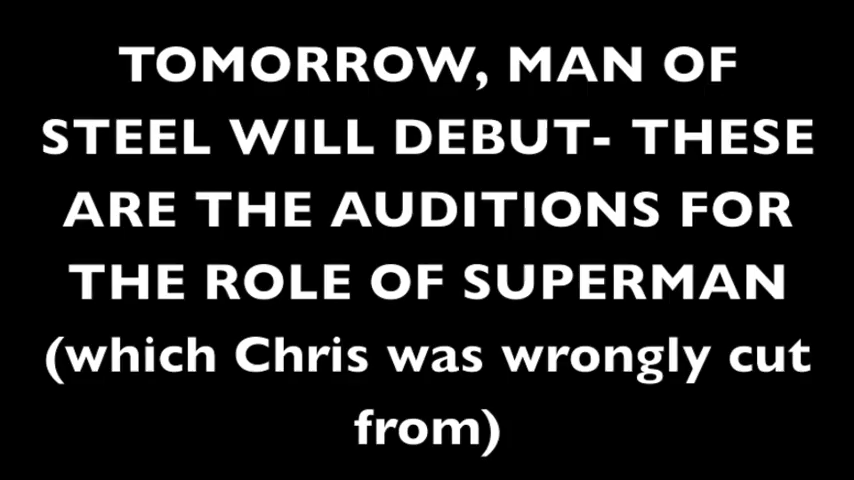 TOMORROW, MAN OF
STEEL WILL DEBUT- THESE
ARE THE AUDITIONS FOR
THE ROLE OF SUPERMAN
(which Chris was wrongly cut
from)